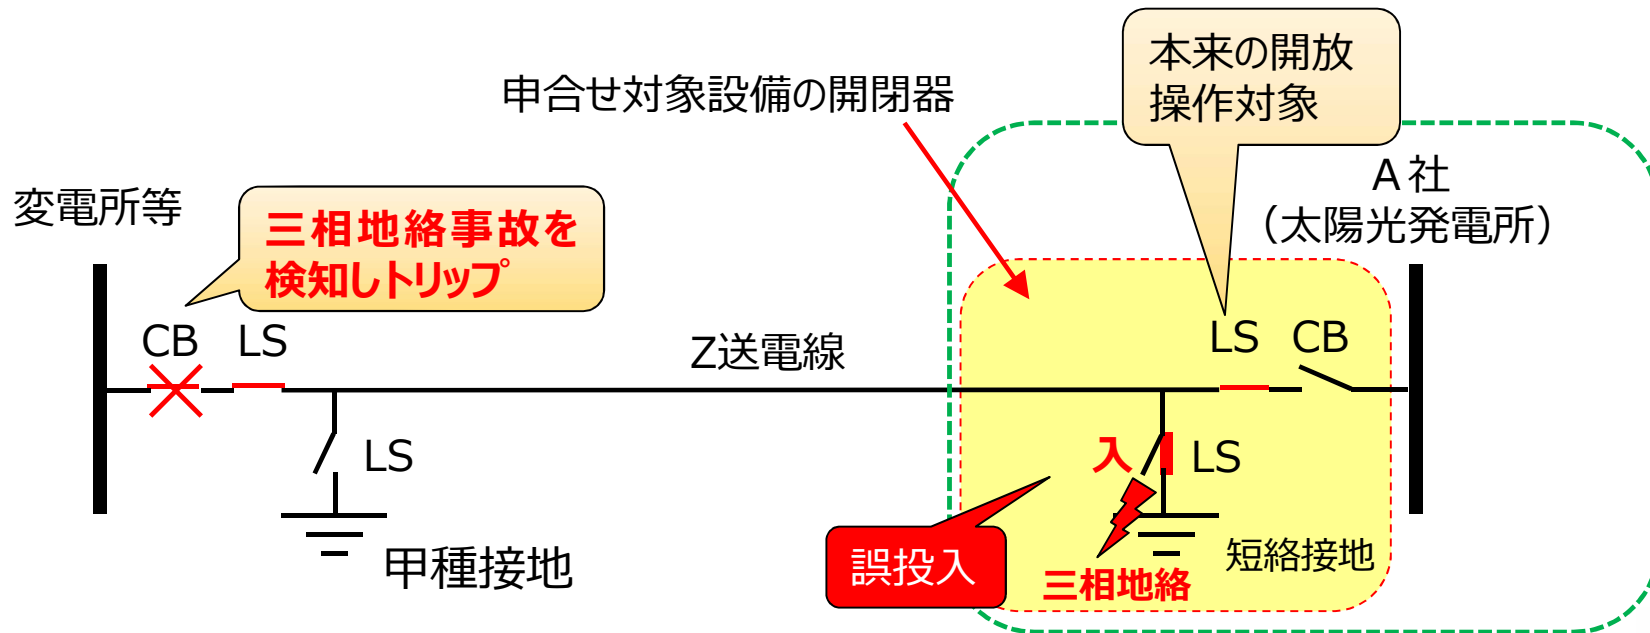 本来の開放
操作対象
申合せ対象設備の開閉器
A社
(太陽光発電所)
変電所等
三相地絡事故を
検知しトリップ
CB
LS
Z送電線
LS
CB
LS
入
LS
甲種接地
誤投入
三相地絡
短絡接地